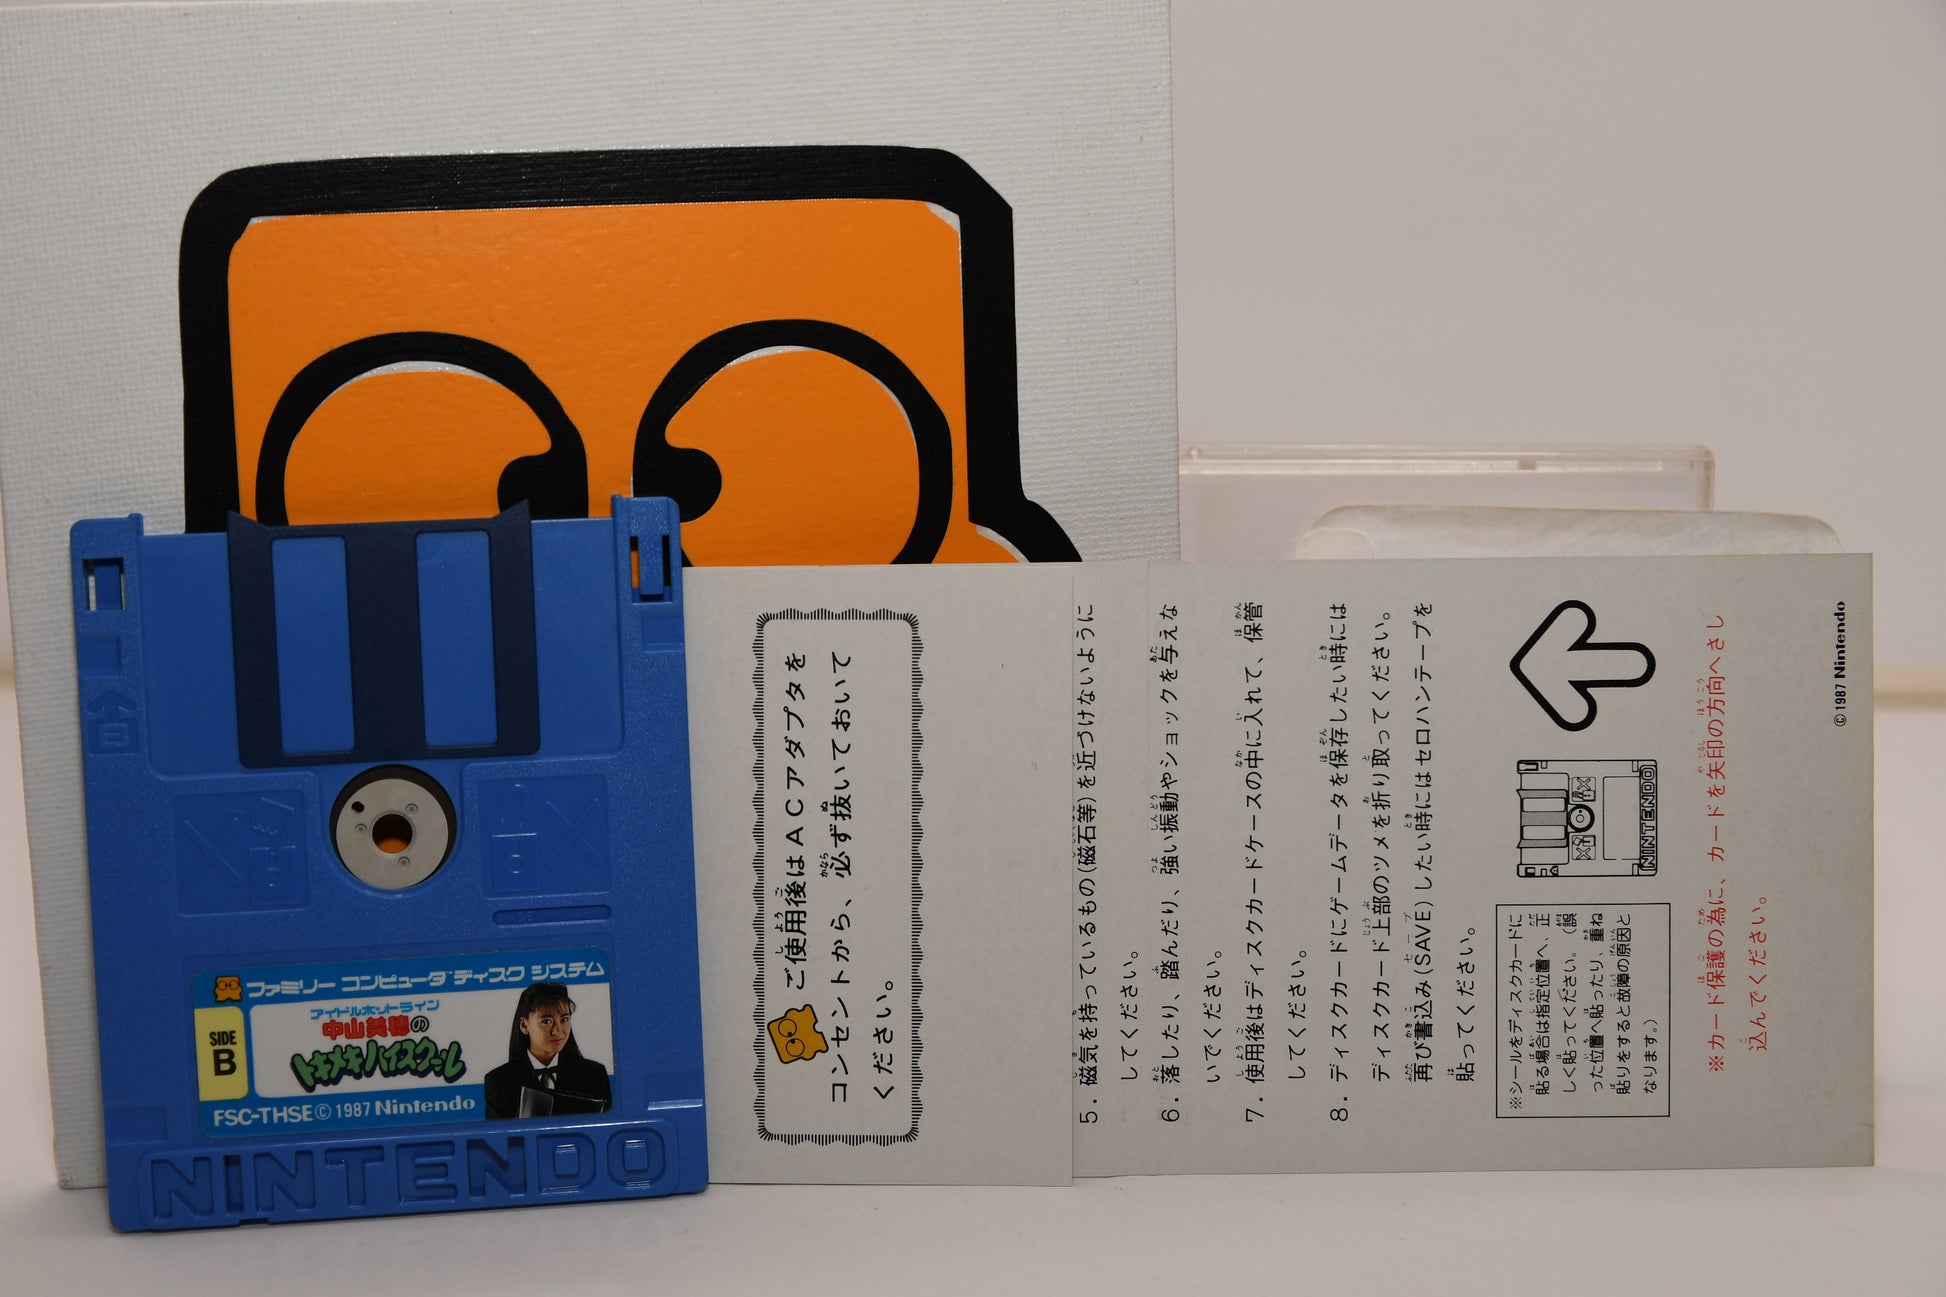 ファミリー コンピュータ™ ディスク システム
SIDE
B
アイドルホットライン
中山美穂の
トキメキハイスクール
FSC-THSE © 1987 Nintendo
NINTENDO
ご使用後はACアダプタを
コンセントから、必ず抜いておいて
ください。
5. 磁気を持っているもの(磁石等)を近づけないように
してください。
6. 落したり、踏んだり、強い振動やショックを与えな
いでください。
7. 使用後はディスクカードケースの中に入れて、保管
してください。
8. ディスクカードにゲームデータを保存したい時には
ディスクカード上部のツメを折り取ってください。
再び書込み(SAVE)したい時にはセロハンテープを
貼ってください。
※シールをディスクカードに
貼る場合は指定位置へ、正
しく貼ってください。(誤
った位置へ貼ったり、重ね
貼りをすると故障の原因と
なります。)
NINTENDO
※カード保護の為に、カードを矢印の方向へさし
込んでください。
© 1987 Nintendo